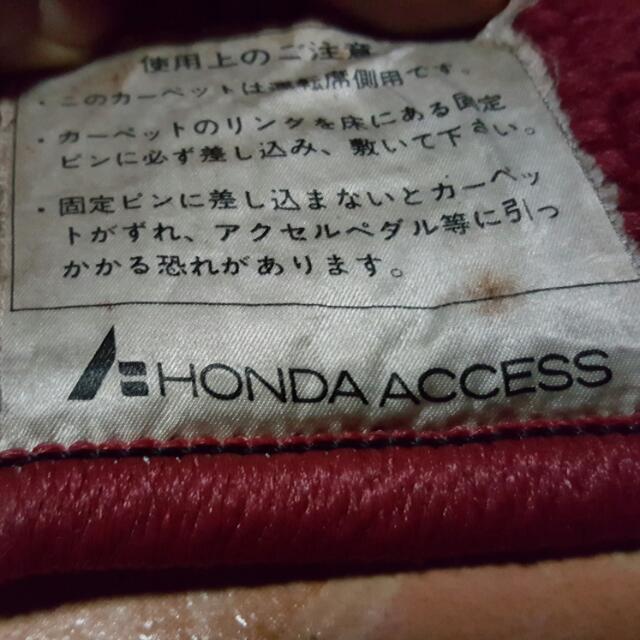 使用上のご注意
・このカーペットは運転席側用です。
・カーペットのリングを床にある固定
ピンに必ず差し込み、敷いて下さい。
・固定ピンに差し込まないとカーペッ
トがずれ、アクセルペダル等に引っ
かかる恐れがあります。
HONDA ACCESS